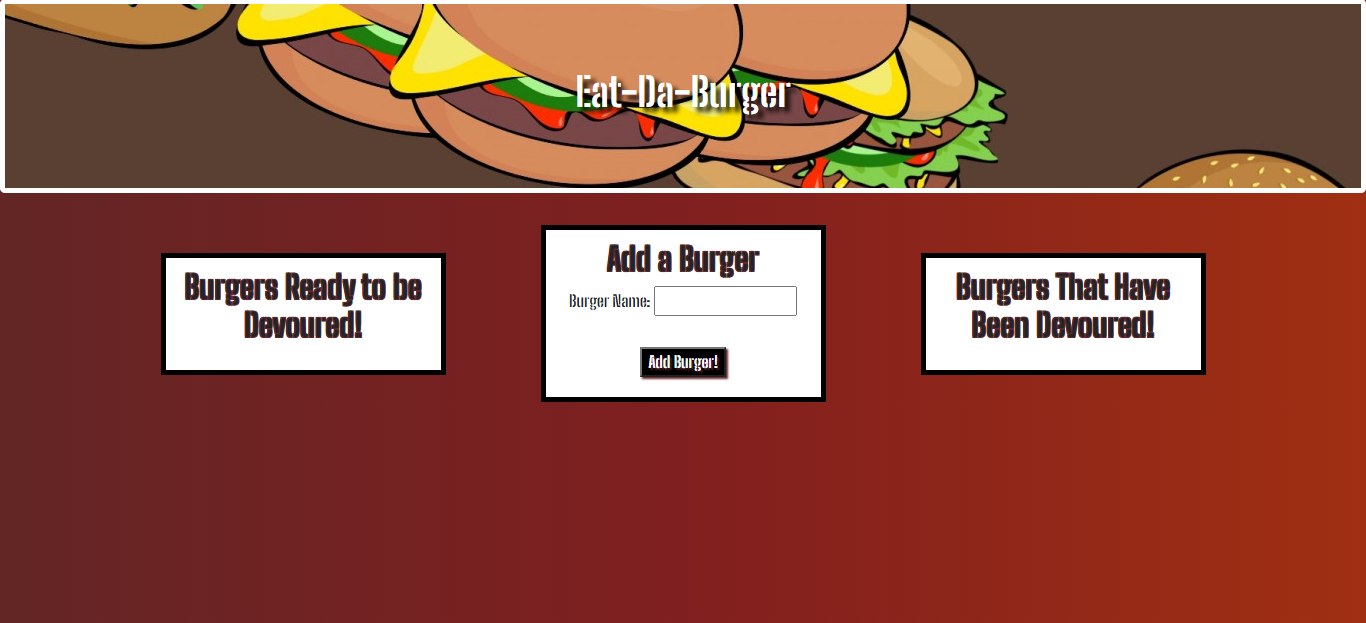 Eat-Da-Burger
Burgers Ready to be
Devoured!
Add a Burger
Burger Name:
Add Burger!
Burgers That Have
Been Devoured!